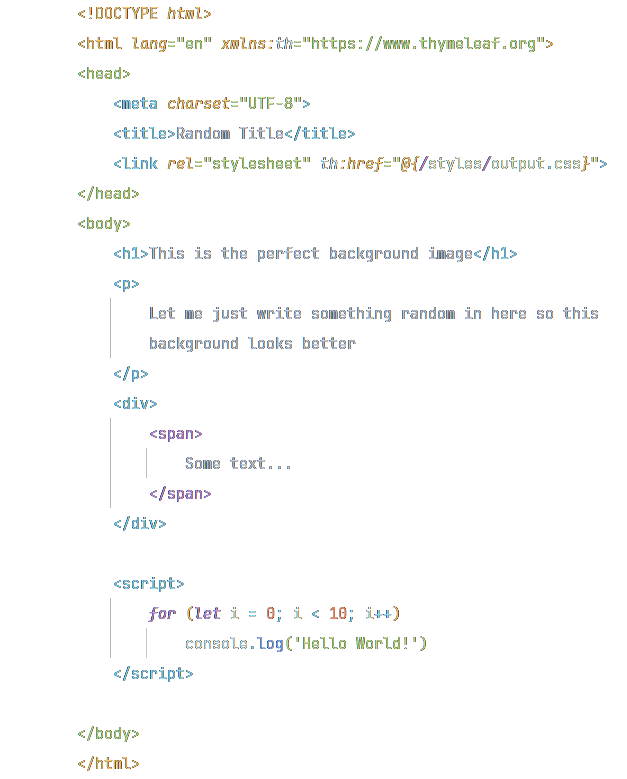 <!DOCTYPE html>
<html lang="en" xmlns:th="https://www.thymeleaf.org">
<head>
<meta charset="UTF-8">
<title>Random Title</title>
<link rel="stylesheet" th:href="@{/styles/output.css}">
</head>
<body>
<h1>This is the perfect background image</h1>
<p>
Let me just write something random in here so this
background looks better
</p>
<div>
<span>
Some text...
</span>
</div>
<script>
for (let i = 0; i < 10; i++)
console.log('Hello World!')
</script>
</body>
</html>